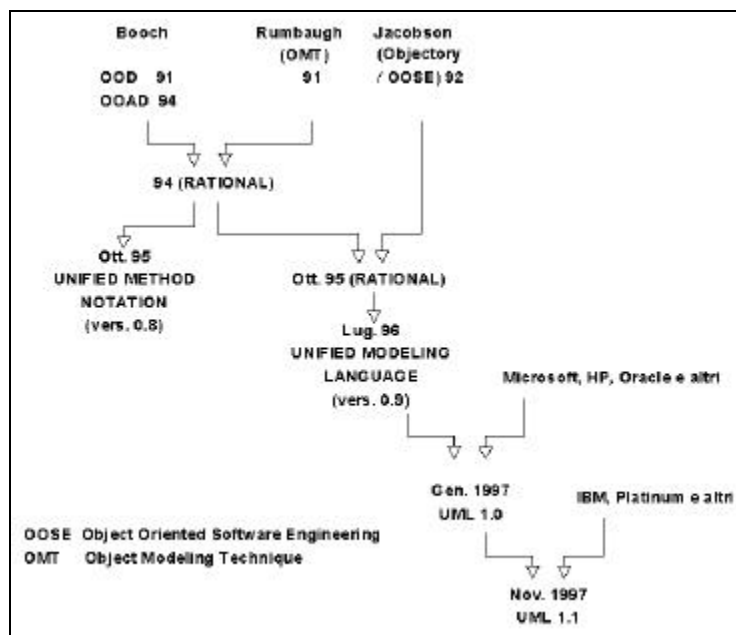 Booch
Rumbaugh
(OMT)
91
Jacobson
(Objectory
/ OOSE) 92
OOD 91
OOAD 94
94 (RATIONAL)
Ott. 95
UNIFIED METHOD
NOTATION
(vers. 0.8)
Ott. 95 (RATIONAL)
Lug. 96
UNIFIED MODELING
LANGUAGE
(vers. 0.9)
Microsoft, HP, Oracle e altri
Gen. 1997
UML 1.0
IBM, Platinum e altri
OOSE Object Oriented Software Engineering
OMT Object Modeling Technique
Nov. 1997
UML 1.1